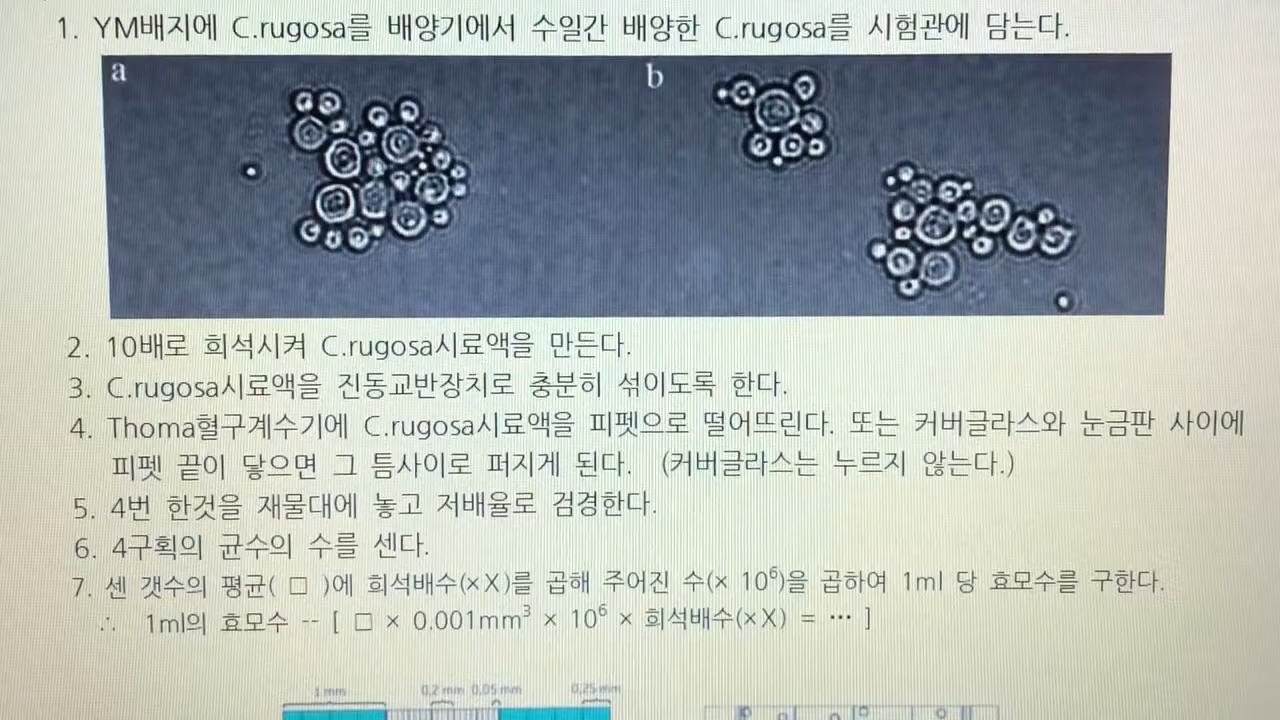 1. YM배지에 C.rugosa를 배양기에서 수일간 배양한 C.rugosa를 시험관에 담는다.
a b
2. 10배로 희석시켜 C.rugosa시료액을 만든다.
3. C.rugosa시료액을 진동교반장치로 충분히 섞이도록 한다.
4. Thoma혈구계수기에 C.rugosa시료액을 피펫으로 떨어뜨린다. 또는 커버글라스와 눈금판 사이에
피펫 끝이 닿으면 그 틈사이로 퍼지게 된다. (커버글라스는 누르지 않는다.)
5. 4번 한것을 재물대에 놓고 저배율로 검경한다.
6. 4구획의 균수의 수를 센다.
7. 센 갯수의 평균( □ )에 희석배수(×X)를 곱해 주어진 수(× 10⁶)을 곱하여 1ml 당 효모수를 구한다.
∴ 1ml의 효모수 -- [ □ × 0.001mm³ × 10⁶ × 희석배수(×X) = … ]
1 mm 0,2 mm 0,05 mm 0,25 mm